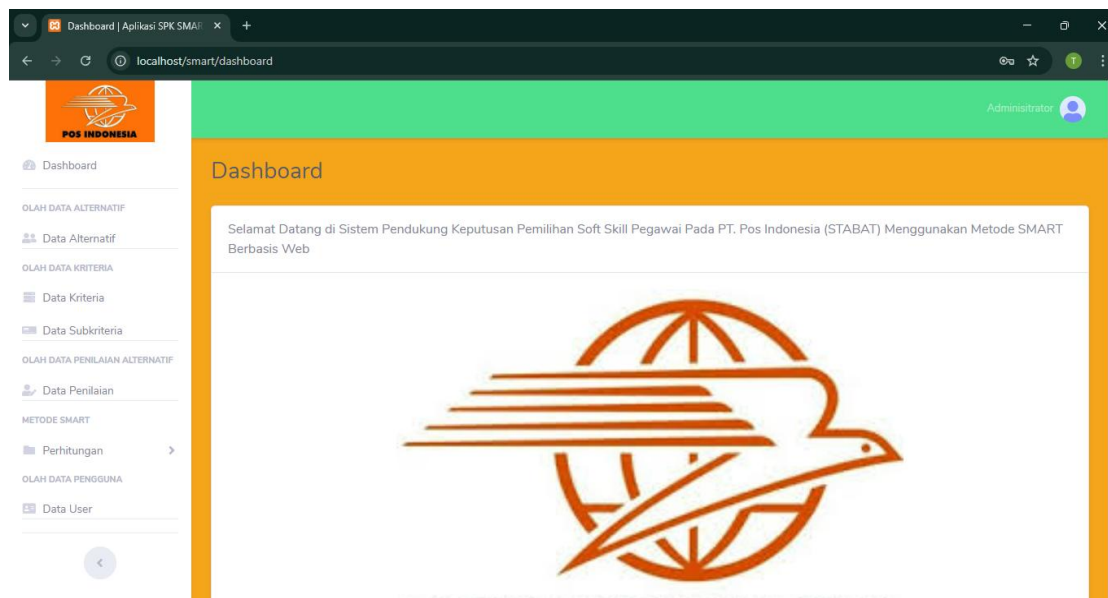 Dashboard | Aplikasi SPK SMAR
localhost/smart/dashboard
T
POS INDONESIA
Adminisitrator
Dashboard
OLAH DATA ALTERNATIF
Data Alternatif
OLAH DATA KRITERIA
Data Kriteria
Data Subkriteria
OLAH DATA PENILAIAN ALTERNATIF
Data Penilaian
METODE SMART
Perhitungan
OLAH DATA PENGGUNA
Data User
Dashboard
Selamat Datang di Sistem Pendukung Keputusan Pemilihan Soft Skill Pegawai Pada PT. Pos Indonesia (STABAT) Menggunakan Metode SMART
Berbasis Web